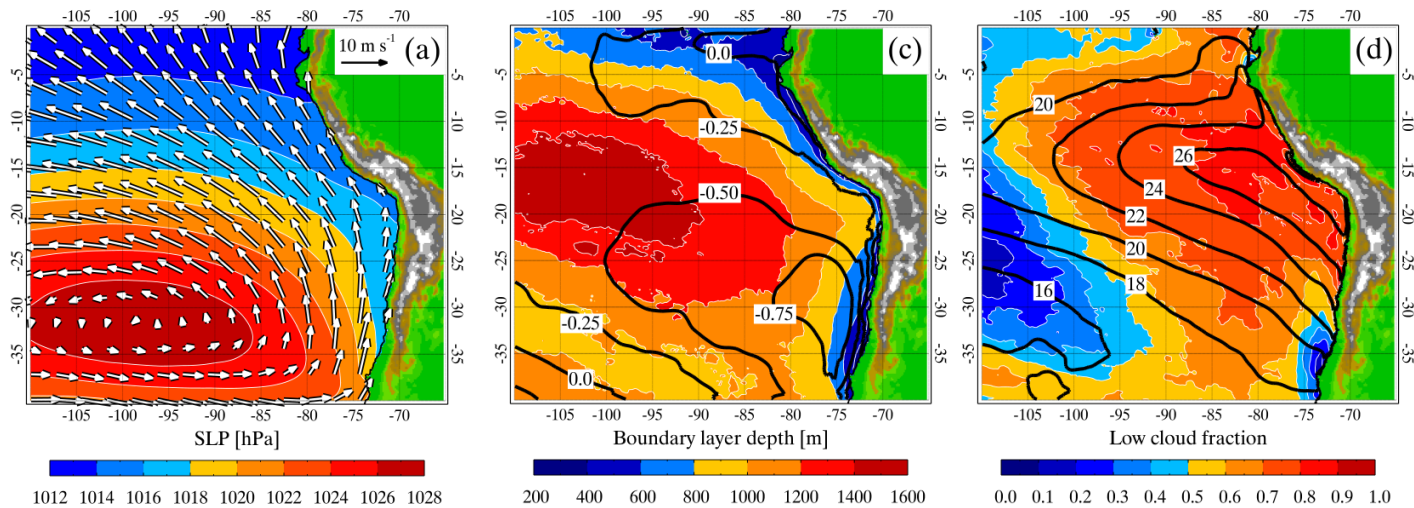 -105 -100 -95 -90 -85 -80 -75 -70
10 m s-1
(a)
-5
-10
-15
-20
-25
-30
-35
-105 -100 -95 -90 -85 -80 -75 -70
SLP [hPa]
1012 1014 1016 1018 1020 1022 1024 1026 1028
-105 -100 -95 -90 -85 -80 -75 -70
(c)
0.0
-0.25
-0.50
-0.75
-0.25
0.0
-5
-10
-15
-20
-25
-30
-35
-105 -100 -95 -90 -85 -80 -75 -70
Boundary layer depth [m]
200 400 600 800 1000 1200 1400 1600
-105 -100 -95 -90 -85 -80 -75 -70
(d)
20
26
24
22
20
18
16
-5
-10
-15
-20
-25
-30
-35
-105 -100 -95 -90 -85 -80 -75 -70
Low cloud fraction
0.0 0.1 0.2 0.3 0.4 0.5 0.6 0.7 0.8 0.9 1.0